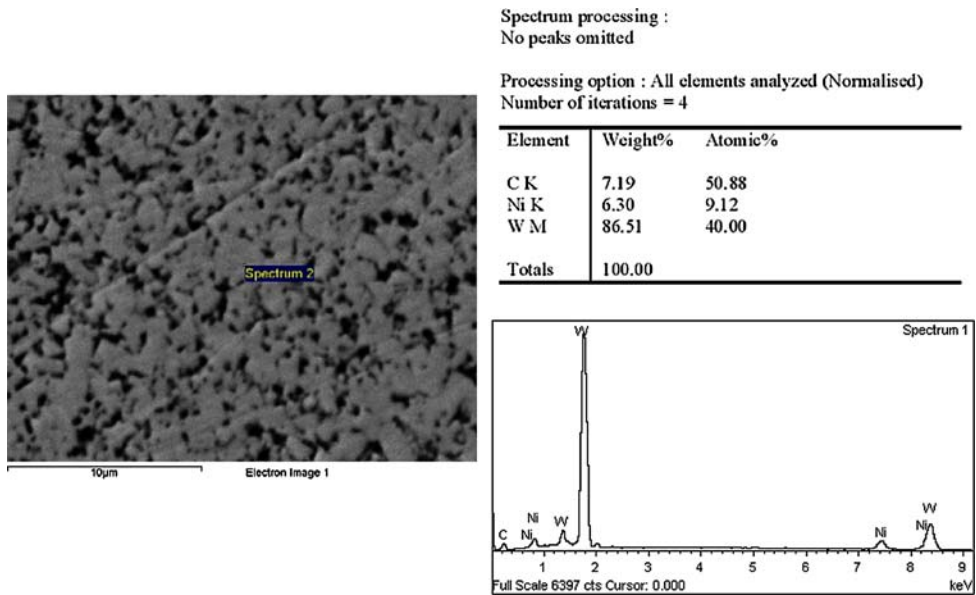 Spectrum processing :
No peaks omitted
Processing option : All elements analyzed (Normalised)
Number of iterations = 4
Element Weight% Atomic%
C K 7.19 50.88
Ni K 6.30 9.12
W M 86.51 40.00
Totals 100.00
Spectrum 2
10µm Electron Image 1
W Spectrum 1
C Ni Ni W Ni Ni W
1 2 3 4 5 6 7 8 9
Full Scale 6397 cts Cursor: 0.000 keV